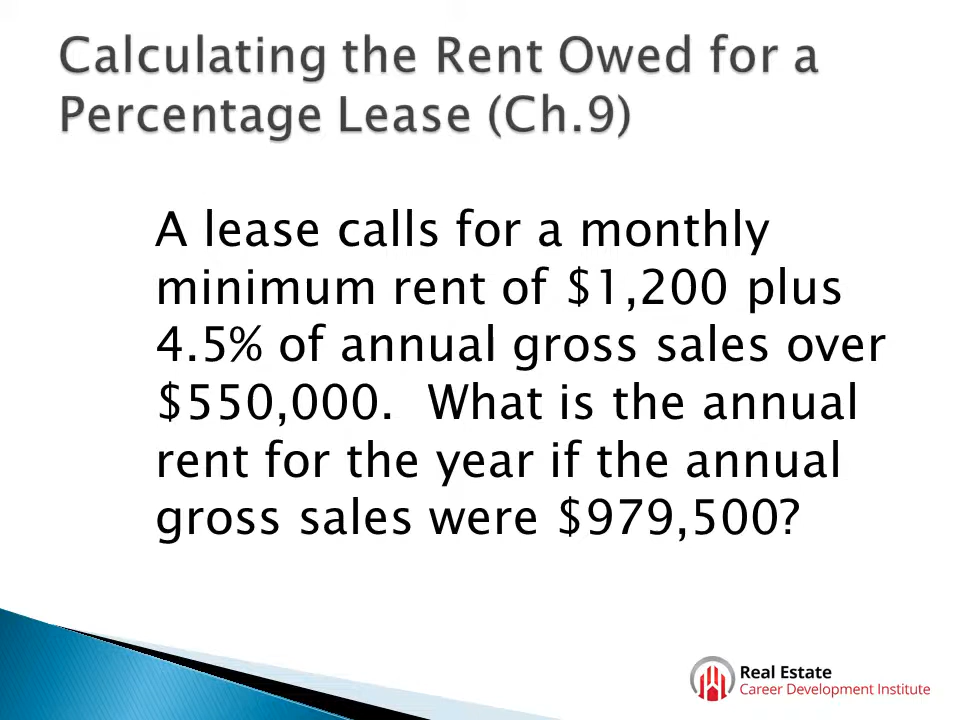 Calculating the Rent Owed for a
Percentage Lease (Ch.9)
A lease calls for a monthly
minimum rent of $1,200 plus
4.5% of annual gross sales over
$550,000.  What is the annual
rent for the year if the annual
gross sales were $979,500?
Real Estate
Career Development Institute